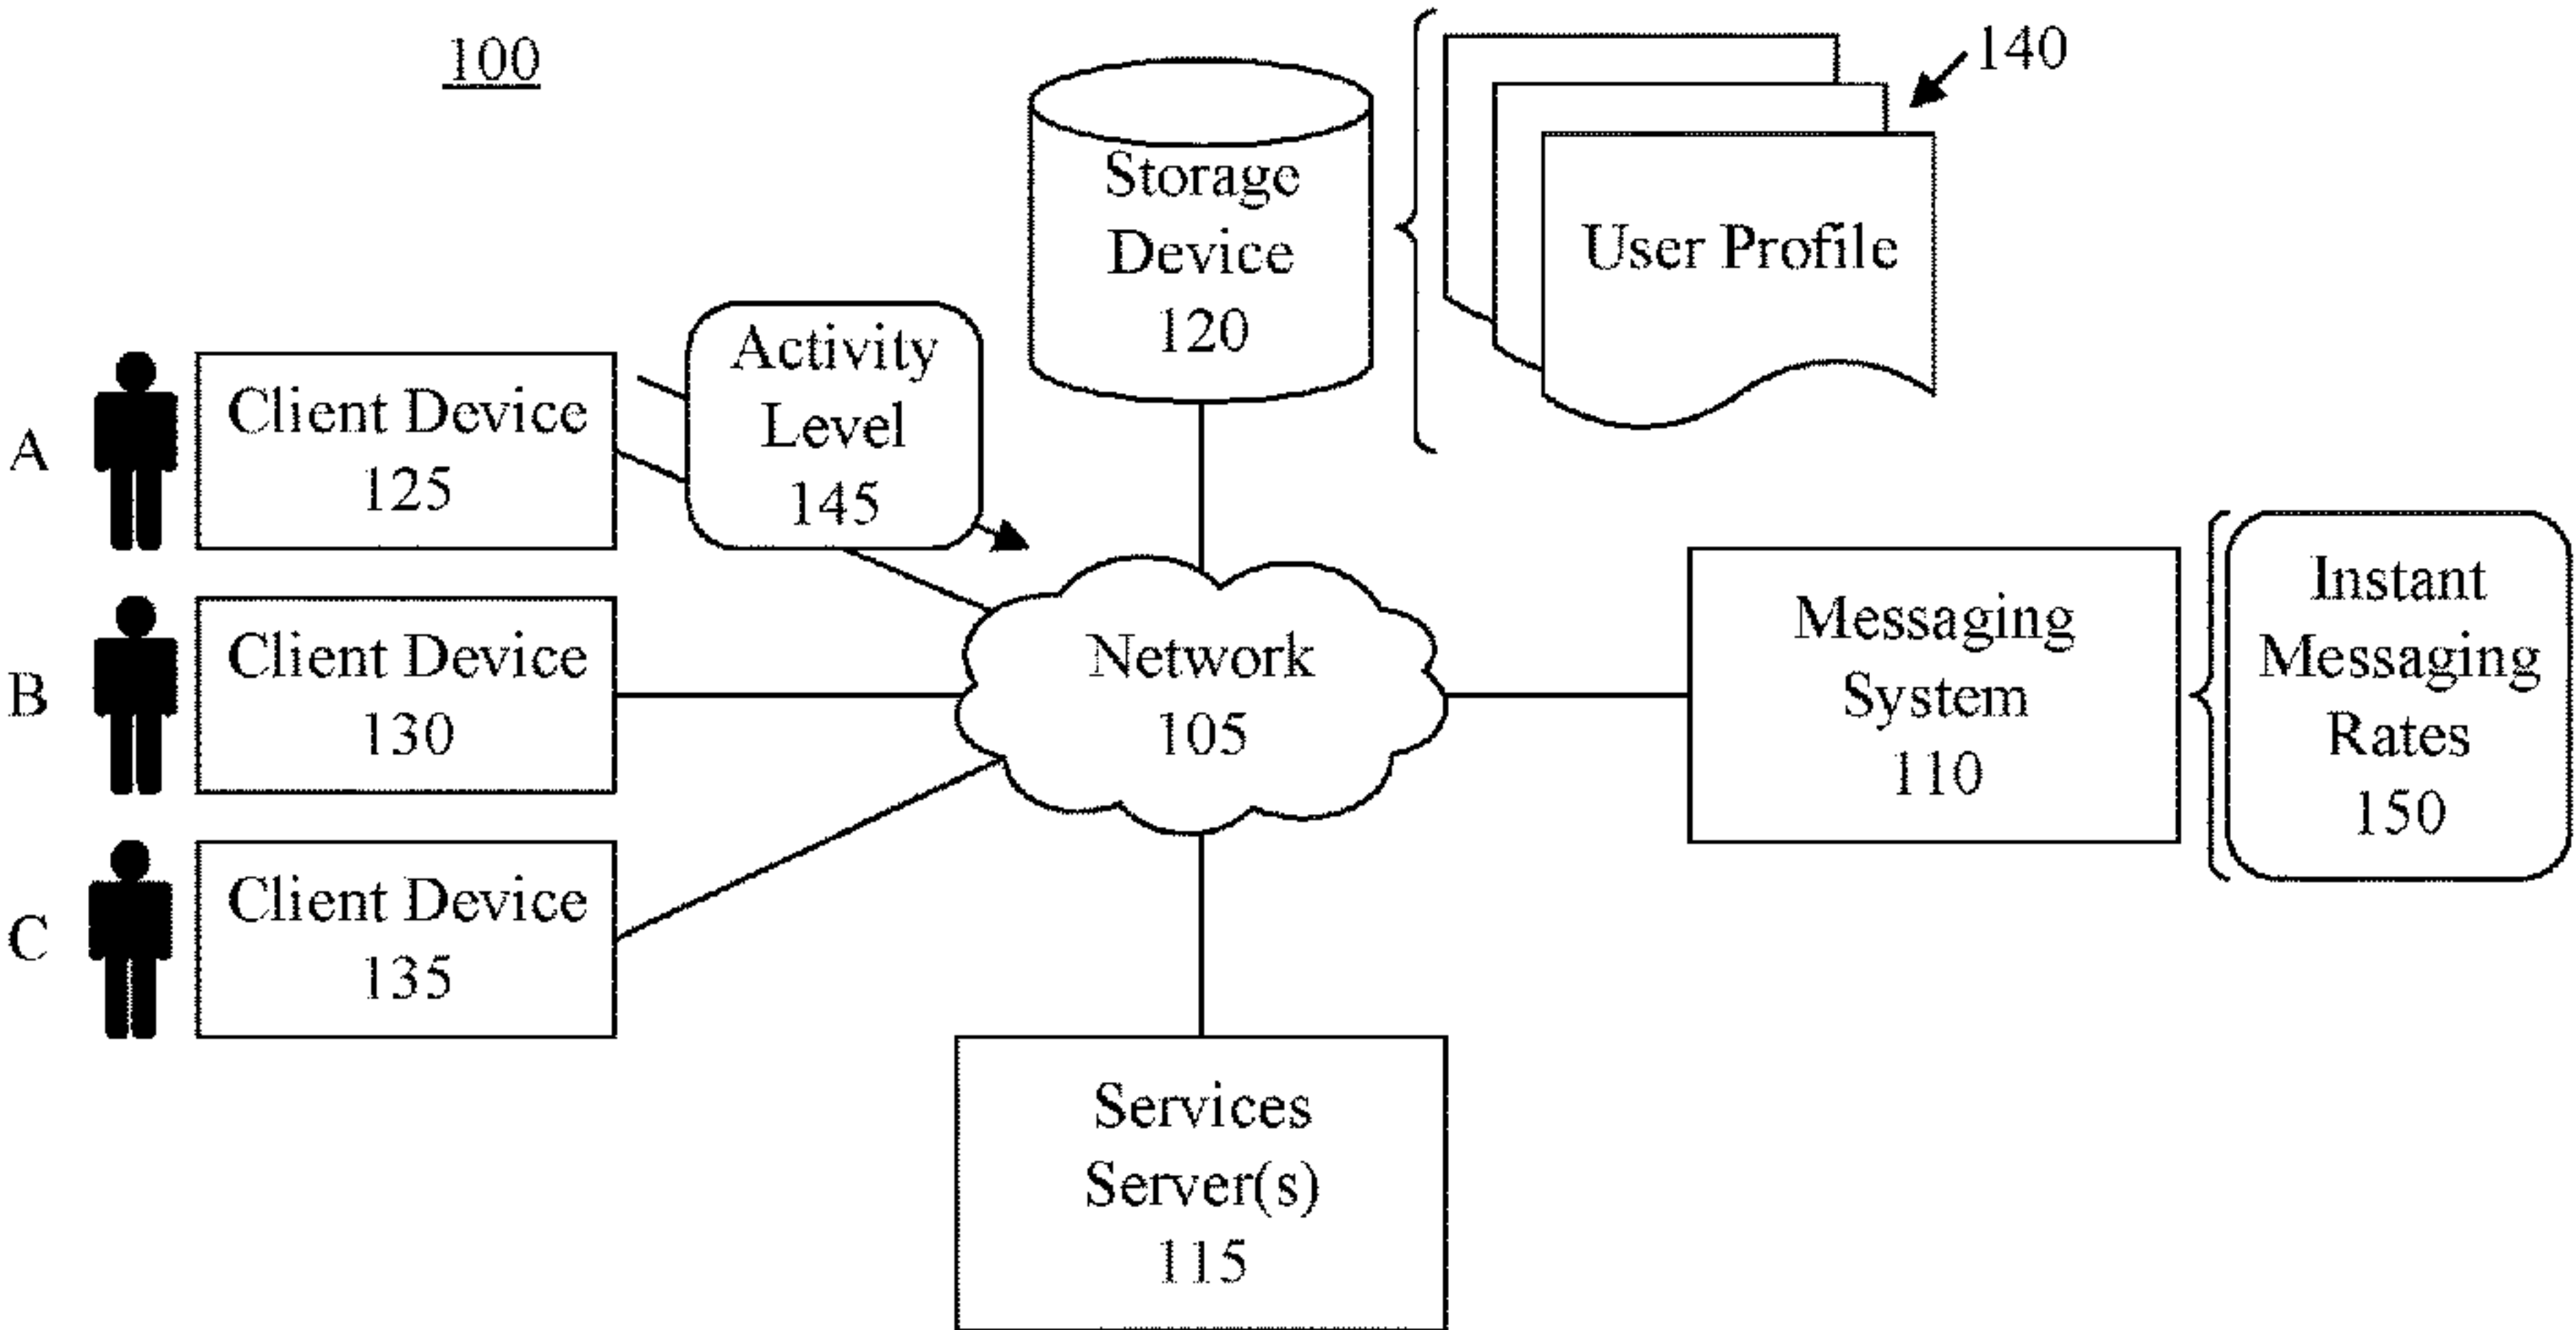 100
140
Storage
Device
120
User Profile
Activity
Level
145
A
Client Device
125
B
Client Device
130
C
Client Device
135
Network
105
Messaging
System
110
Instant
Messaging
Rates
150
Services
Server(s)
115